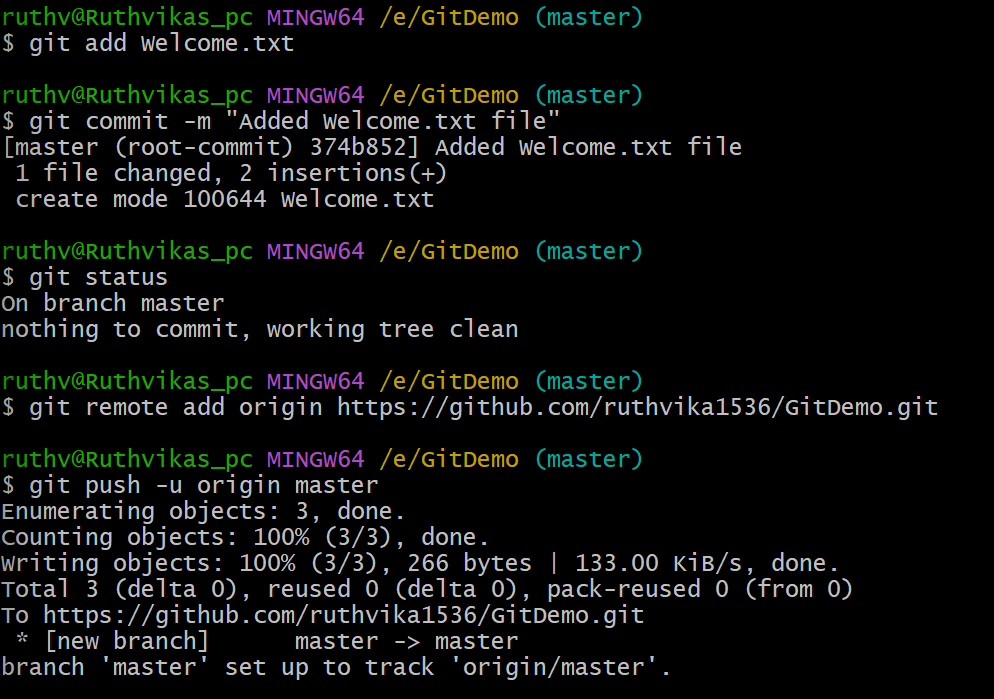 ruthv@Ruthvikas_pc MINGW64 /e/GitDemo (master)
$ git add Welcome.txt
ruthv@Ruthvikas_pc MINGW64 /e/GitDemo (master)
$ git commit -m "Added Welcome.txt file"
[master (root-commit) 374b852] Added Welcome.txt file
 1 file changed, 2 insertions(+)
 create mode 100644 Welcome.txt
ruthv@Ruthvikas_pc MINGW64 /e/GitDemo (master)
$ git status
On branch master
nothing to commit, working tree clean
ruthv@Ruthvikas_pc MINGW64 /e/GitDemo (master)
$ git remote add origin https://github.com/ruthvika1536/GitDemo.git
ruthv@Ruthvikas_pc MINGW64 /e/GitDemo (master)
$ git push -u origin master
Enumerating objects: 3, done.
Counting objects: 100% (3/3), done.
Writing objects: 100% (3/3), 266 bytes | 133.00 KiB/s, done.
Total 3 (delta 0), reused 0 (delta 0), pack-reused 0 (from 0)
To https://github.com/ruthvika1536/GitDemo.git
 * [new branch]      master -> master
branch 'master' set up to track 'origin/master'.